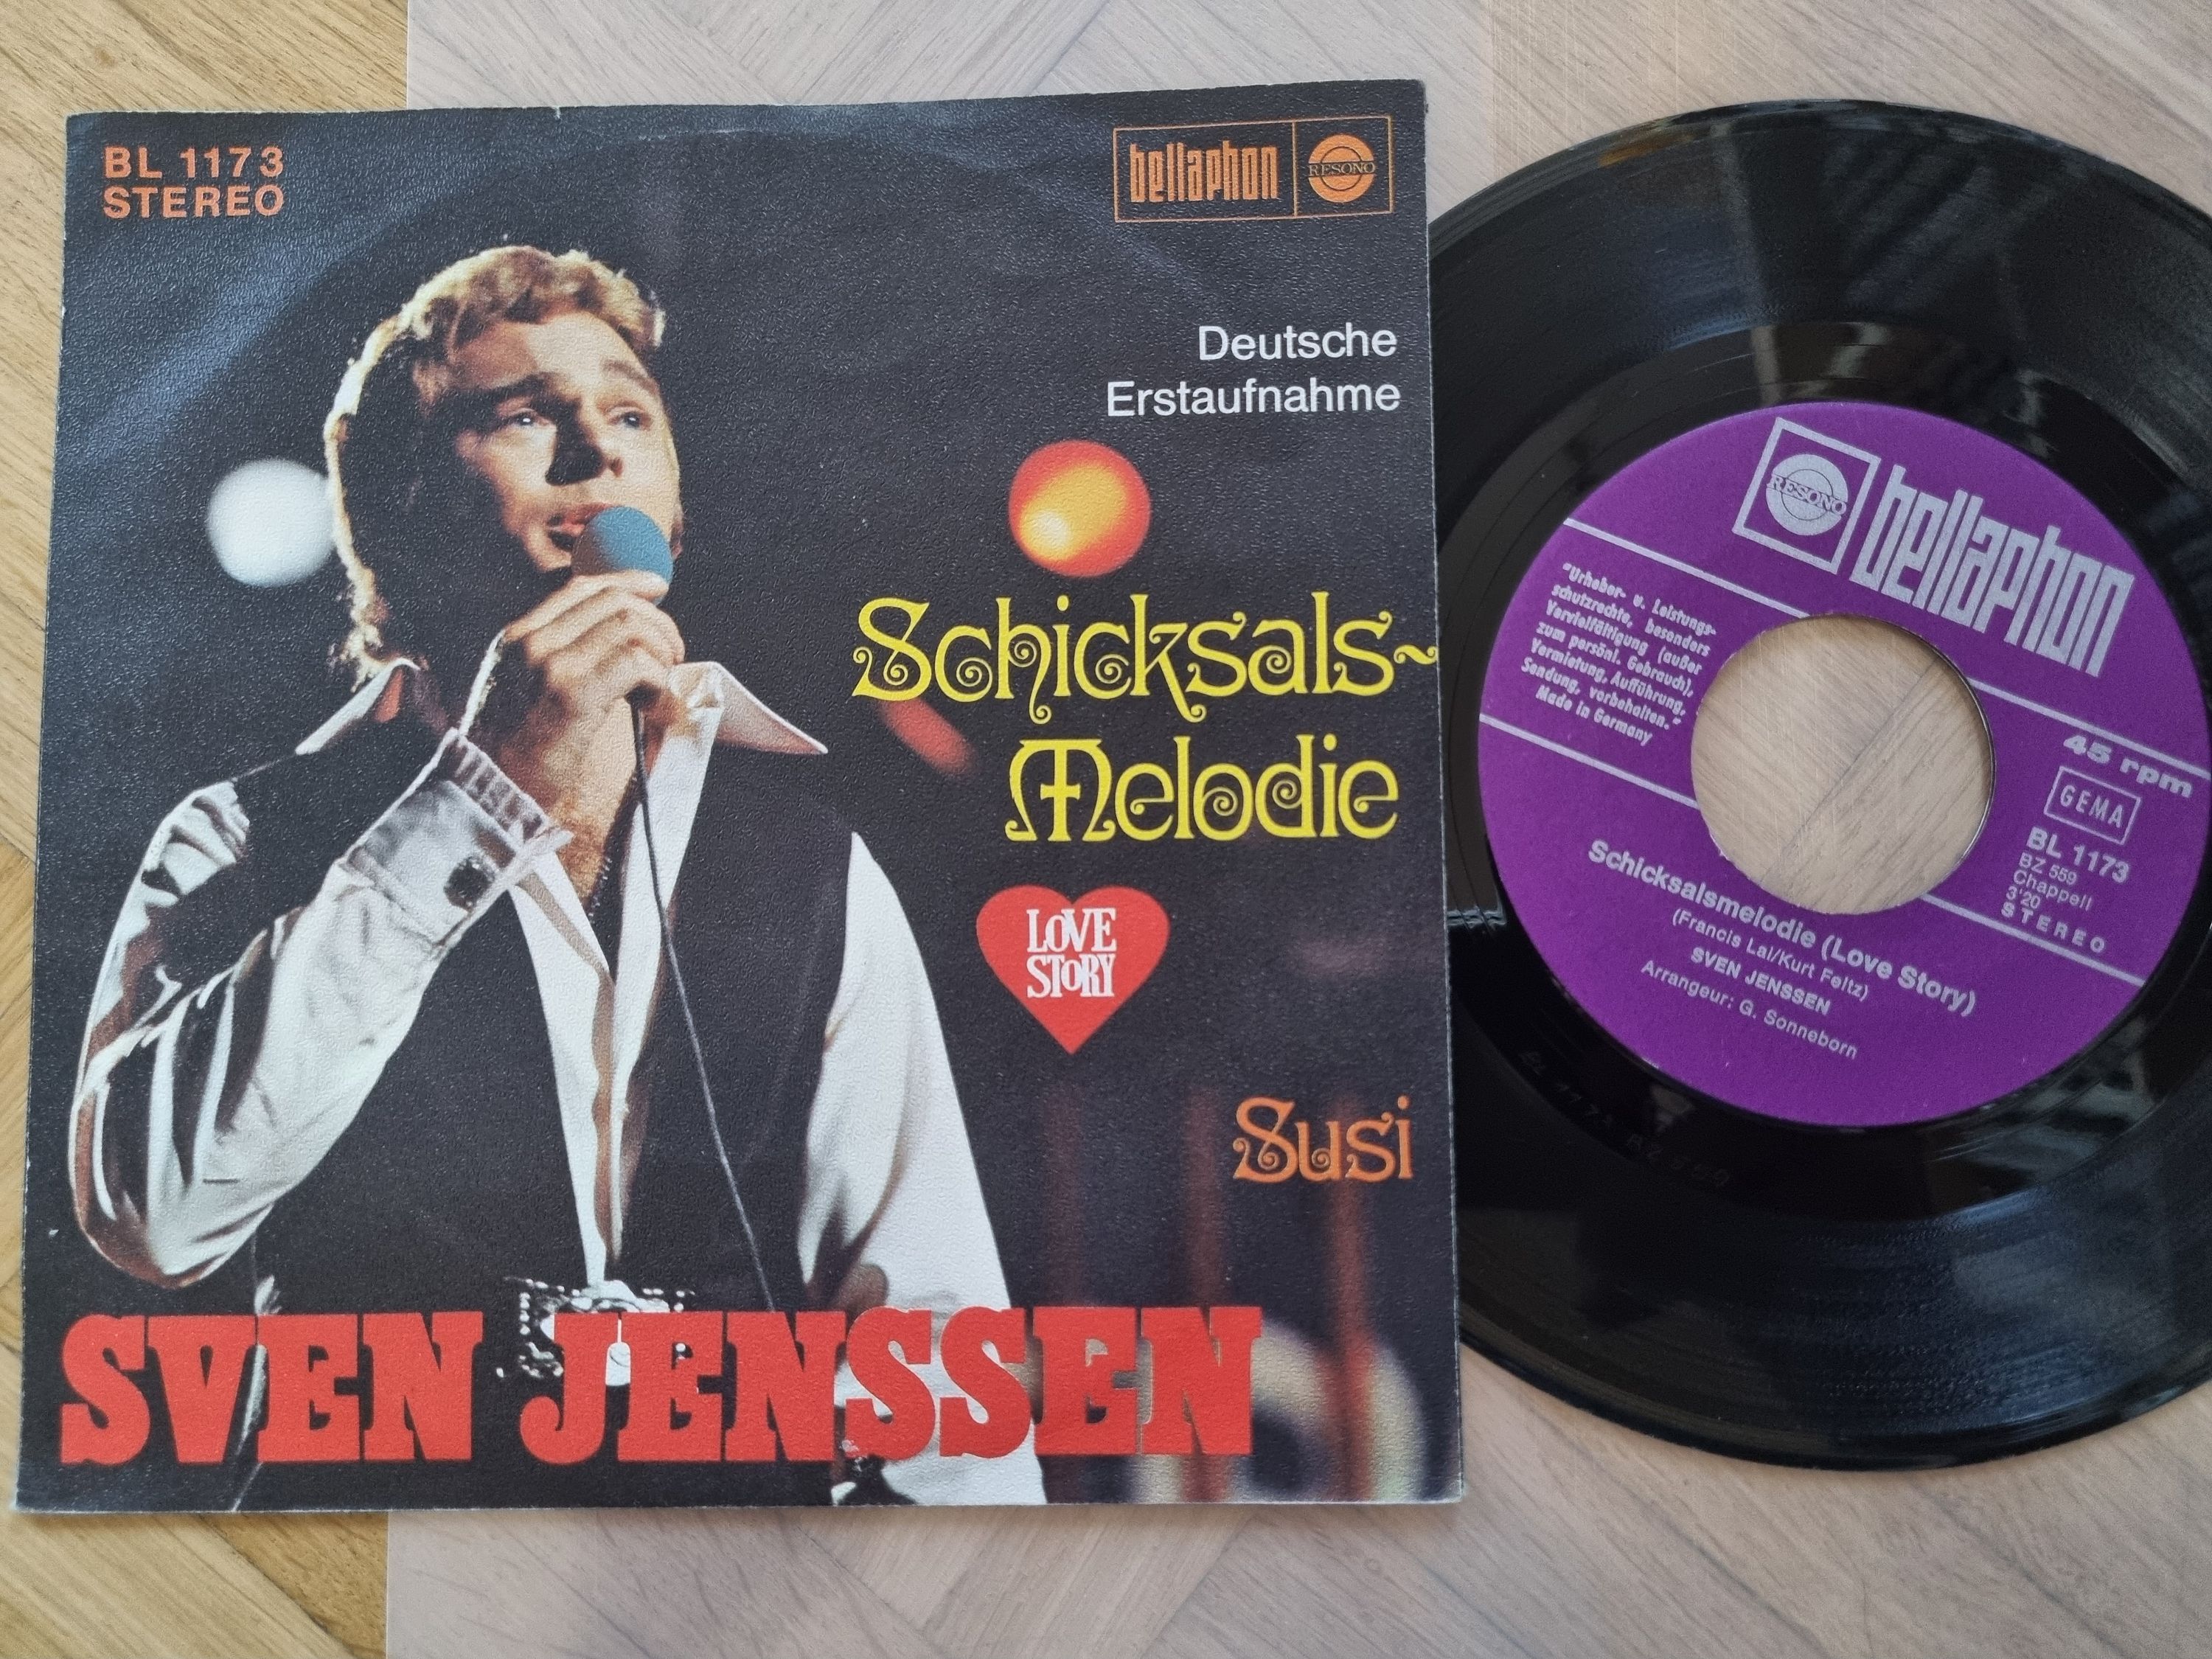 BL 1173
STEREO
bellaphon
RESONO
Deutsche
Erstaufnahme
Schicksals~
Melodie
LOVE
STORY
Susi
SVEN JENSSEN
RESONO
bellaphon
"Urheber- u. Leistungs-
schutzrechte, besonders
Vervielfältigung (außer
zum persönl. Gebrauch),
Vermietung, Aufführung,
Sendung, vorbehalten."
Made in Germany
45 rpm
GEMA
BL 1173
BZ 559
Chappell
3'20
STEREO
Schicksalsmelodie (Love Story)
(Francis Lai/Kurt Feltz)
SVEN JENSSEN
Arrangeur: G. Sonneborn